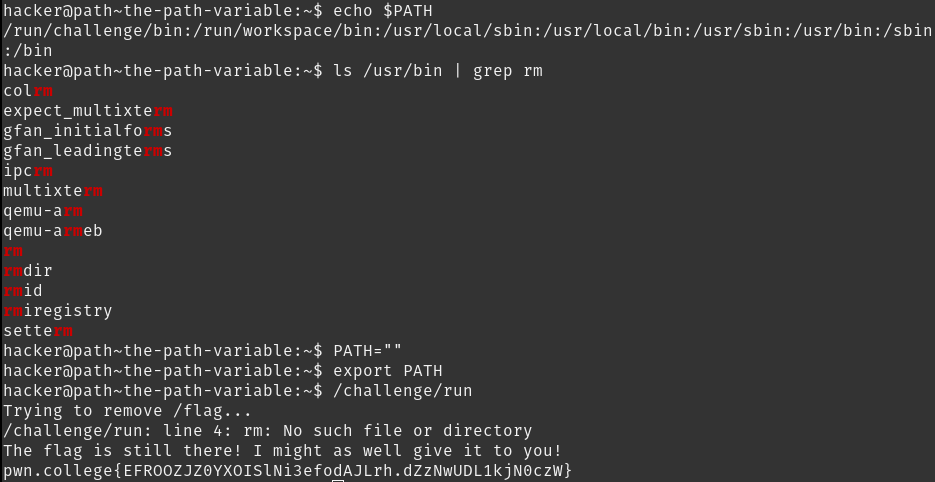 hacker@path~the-path-variable:~$ echo $PATH
/run/challenge/bin:/run/workspace/bin:/usr/local/sbin:/usr/local/bin:/usr/sbin:/usr/bin:/sbin
:/bin
hacker@path~the-path-variable:~$ ls /usr/bin | grep rm
colrm
expect_multixterm
gfan_initialforms
gfan_leadingterms
ipcrm
multixterm
qemu-arm
qemu-armeb
rm
rmdir
rmid
rmiregistry
setterm
hacker@path~the-path-variable:~$ PATH=""
hacker@path~the-path-variable:~$ export PATH
hacker@path~the-path-variable:~$ /challenge/run
Trying to remove /flag...
/challenge/run: line 4: rm: No such file or directory
The flag is still there! I might as well give it to you!
pwn.college{EFROOZJZ0YXOISlNi3efodAJLrh.dZzNwUDL1kjN0czW}